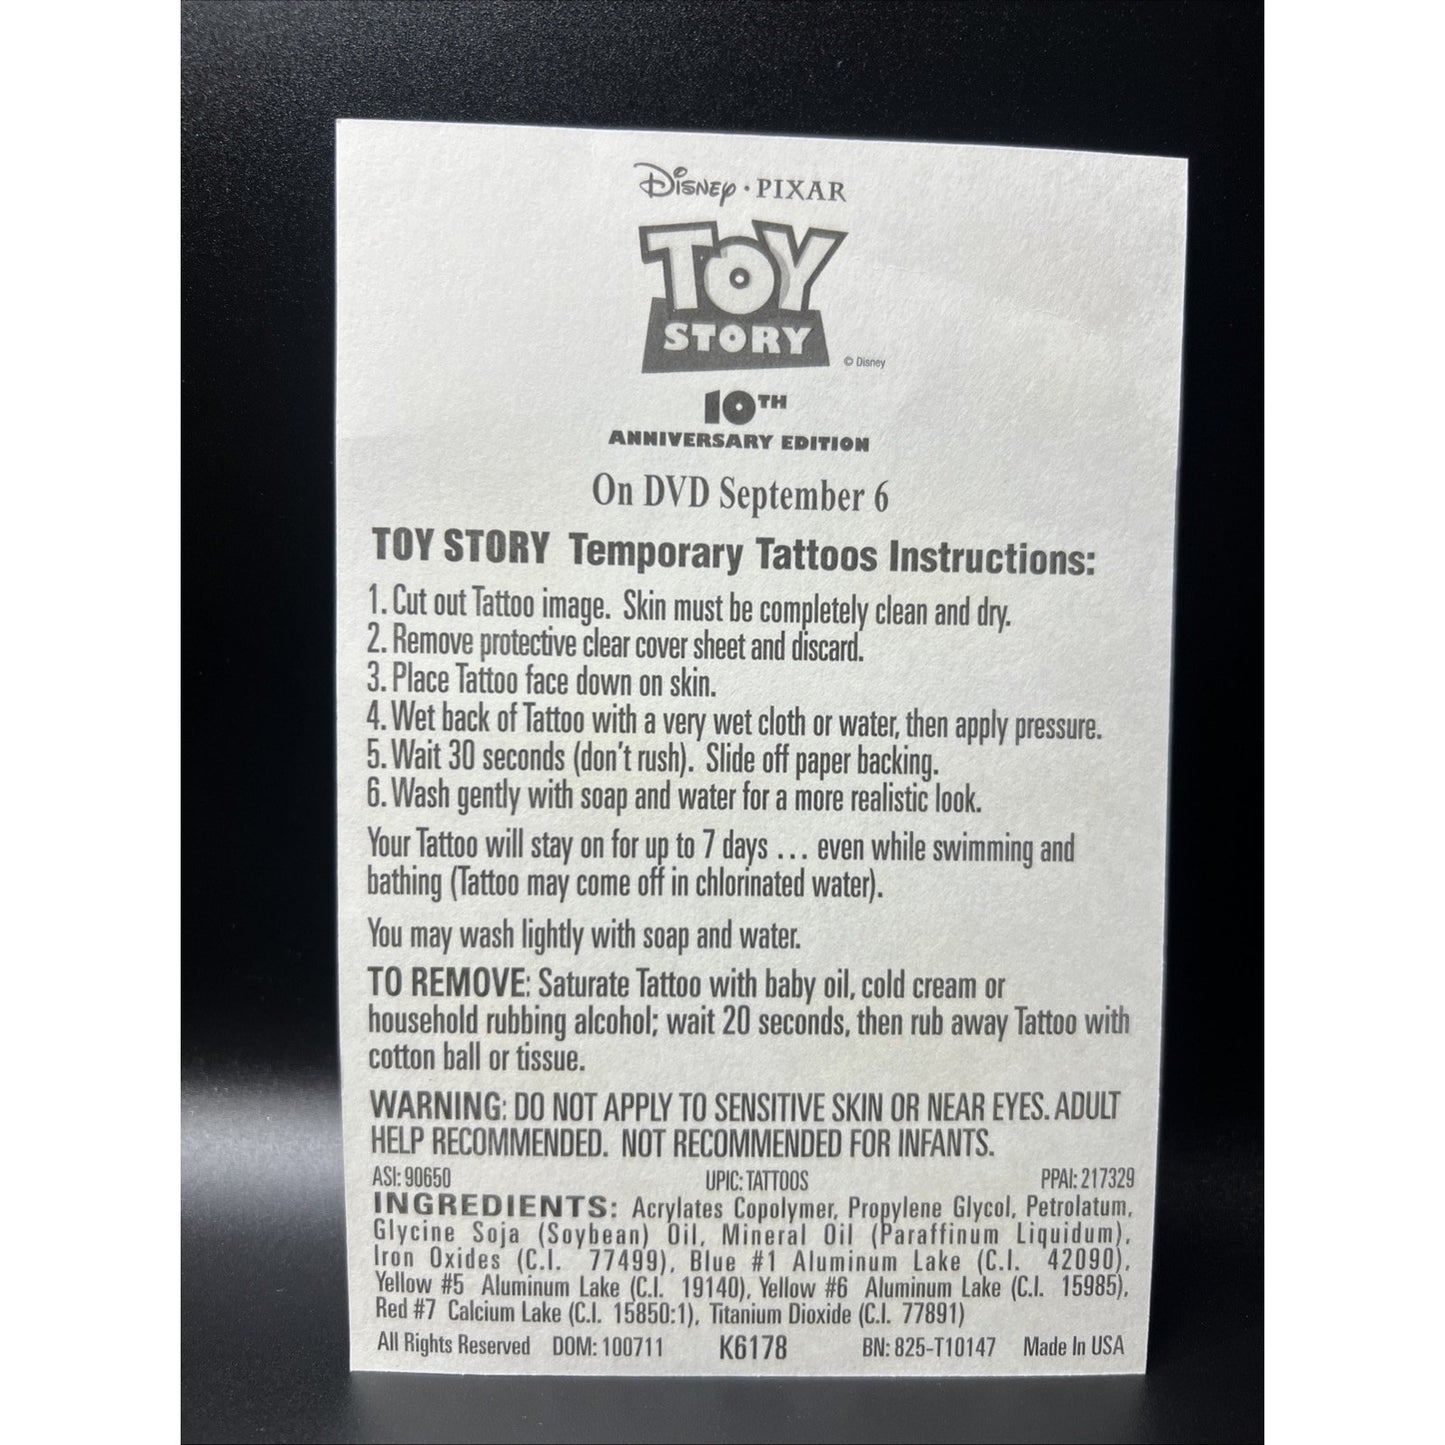 Disney · PIXAR
TOY
STORY
© Disney
10TH
ANNIVERSARY EDITION
On DVD September 6
TOY STORY Temporary Tattoos Instructions:
1. Cut out Tattoo image. Skin must be completely clean and dry.
2. Remove protective clear cover sheet and discard.
3. Place Tattoo face down on skin.
4. Wet back of Tattoo with a very wet cloth or water, then apply pressure.
5. Wait 30 seconds (don't rush). Slide off paper backing.
6. Wash gently with soap and water for a more realistic look.
Your Tattoo will stay on for up to 7 days ... even while swimming and
bathing (Tattoo may come off in chlorinated water).
You may wash lightly with soap and water.
TO REMOVE: Saturate Tattoo with baby oil, cold cream or
household rubbing alcohol; wait 20 seconds, then rub away Tattoo with
cotton ball or tissue.
WARNING: DO NOT APPLY TO SENSITIVE SKIN OR NEAR EYES. ADULT
HELP RECOMMENDED. NOT RECOMMENDED FOR INFANTS.
ASI: 90650 UPIC: TATTOOS PPAI: 217329
INGREDIENTS: Acrylates Copolymer, Propylene Glycol, Petrolatum,
Glycine Soja (Soybean) Oil, Mineral Oil (Paraffinum Liquidum),
Iron Oxides (C.I. 77499), Blue #1 Aluminum Lake (C.I. 42090),
Yellow #5 Aluminum Lake (C.I. 19140), Yellow #6 Aluminum Lake (C.I. 15985),
Red #7 Calcium Lake (C.I. 15850:1), Titanium Dioxide (C.I. 77891)
All Rights Reserved DOM: 100711 K6178 BN: 825-T10147 Made In USA